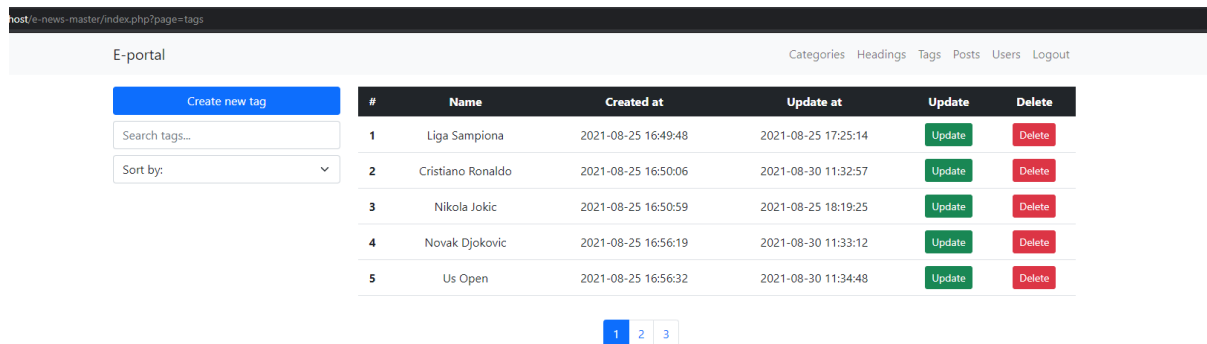 host/e-news-master/index.php?page=tags
E-portal Categories Headings Tags Posts Users Logout
Create new tag
Search tags...
Sort by:
# Name Created at Update at Update Delete
1 Liga Sampiona 2021-08-25 16:49:48 2021-08-25 17:25:14 Update Delete
2 Cristiano Ronaldo 2021-08-25 16:50:06 2021-08-30 11:32:57 Update Delete
3 Nikola Jokic 2021-08-25 16:50:59 2021-08-25 18:19:25 Update Delete
4 Novak Djokovic 2021-08-25 16:56:19 2021-08-30 11:33:12 Update Delete
5 Us Open 2021-08-25 16:56:32 2021-08-30 11:34:48 Update Delete
1 2 3